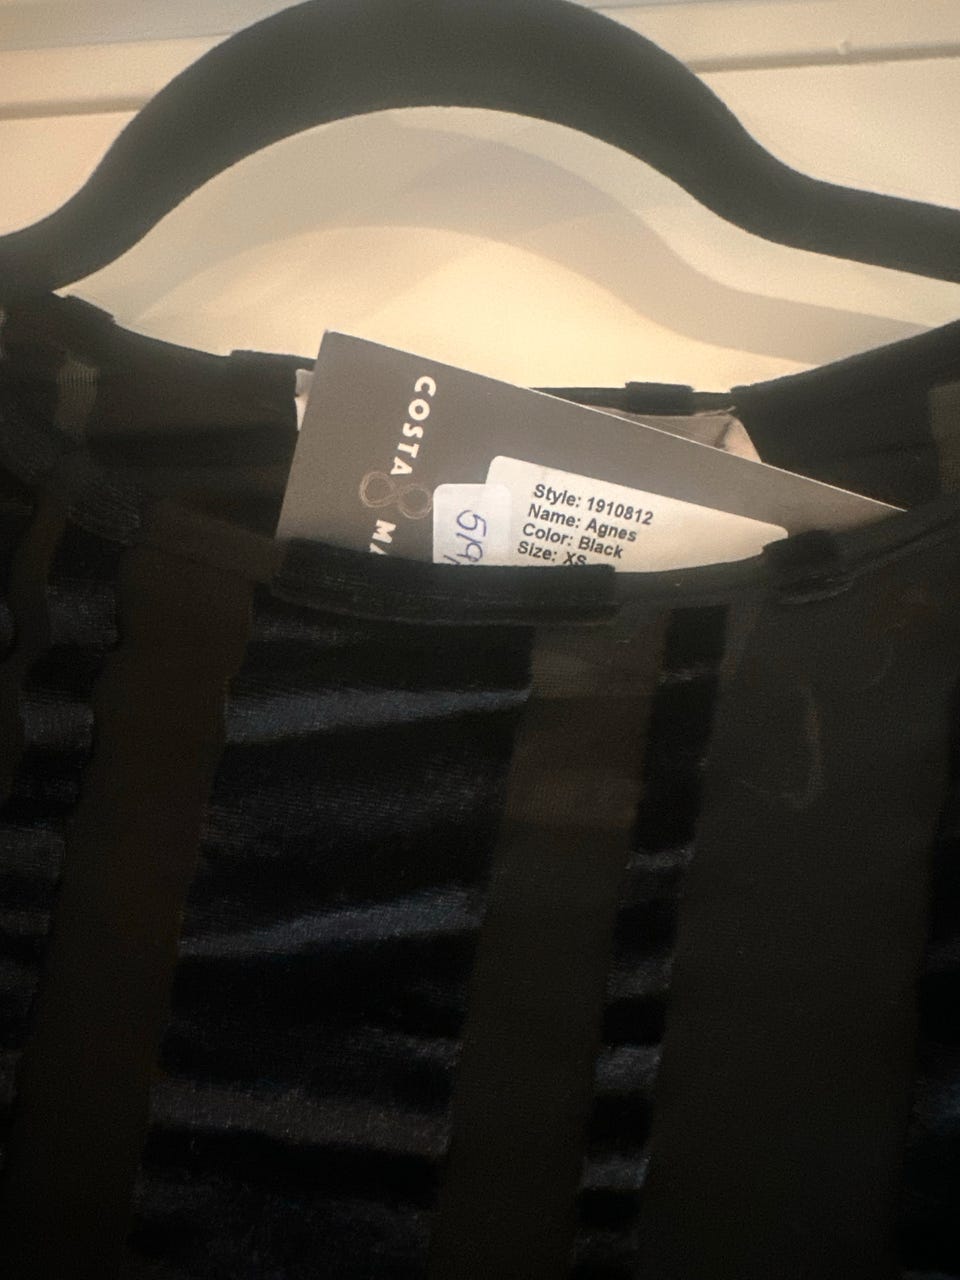 COSTA
Style: 1910812
Name: Agnes
Color: Black
Size: XS